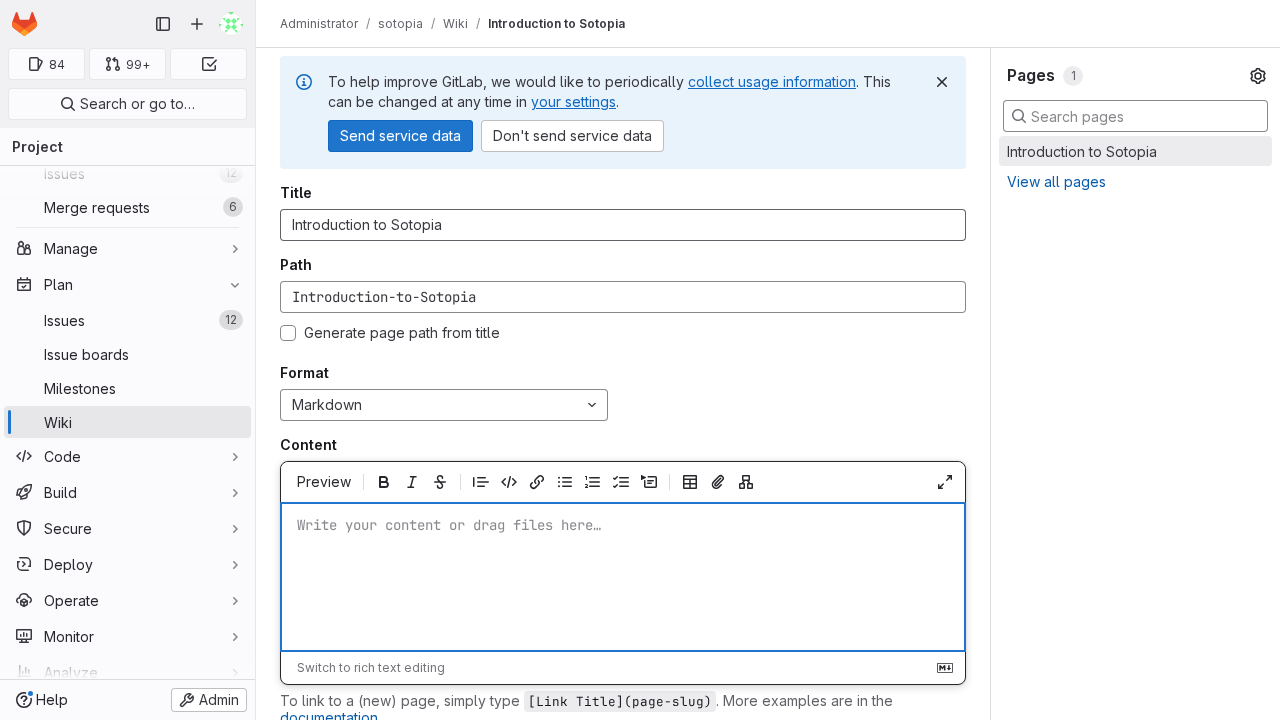 Administrator / sotopia / Wiki / Introduction to Sotopia
84
99+
Search or go to…
Project
Issues 12
Merge requests 6
Manage
Plan
Issues 12
Issue boards
Milestones
Wiki
Code
Build
Secure
Deploy
Operate
Monitor
Analyze
Help
Admin
To help improve GitLab, we would like to periodically collect usage information. This
can be changed at any time in your settings.
Send service data
Don't send service data
Title
Introduction to Sotopia
Path
Introduction-to-Sotopia
Generate page path from title
Format
Markdown
Content
Preview
Write your content or drag files here…
Switch to rich text editing
To link to a (new) page, simply type [Link Title](page-slug). More examples are in the
documentation.
Pages 1
Search pages
Introduction to Sotopia
View all pages